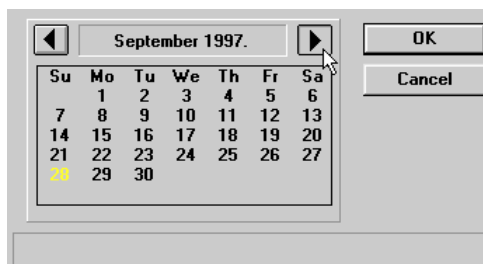 September 1997.
OK
Cancel
Su Mo Tu We Th Fr Sa
1 2 3 4 5 6
7 8 9 10 11 12 13
14 15 16 17 18 19 20
21 22 23 24 25 26 27
28 29 30